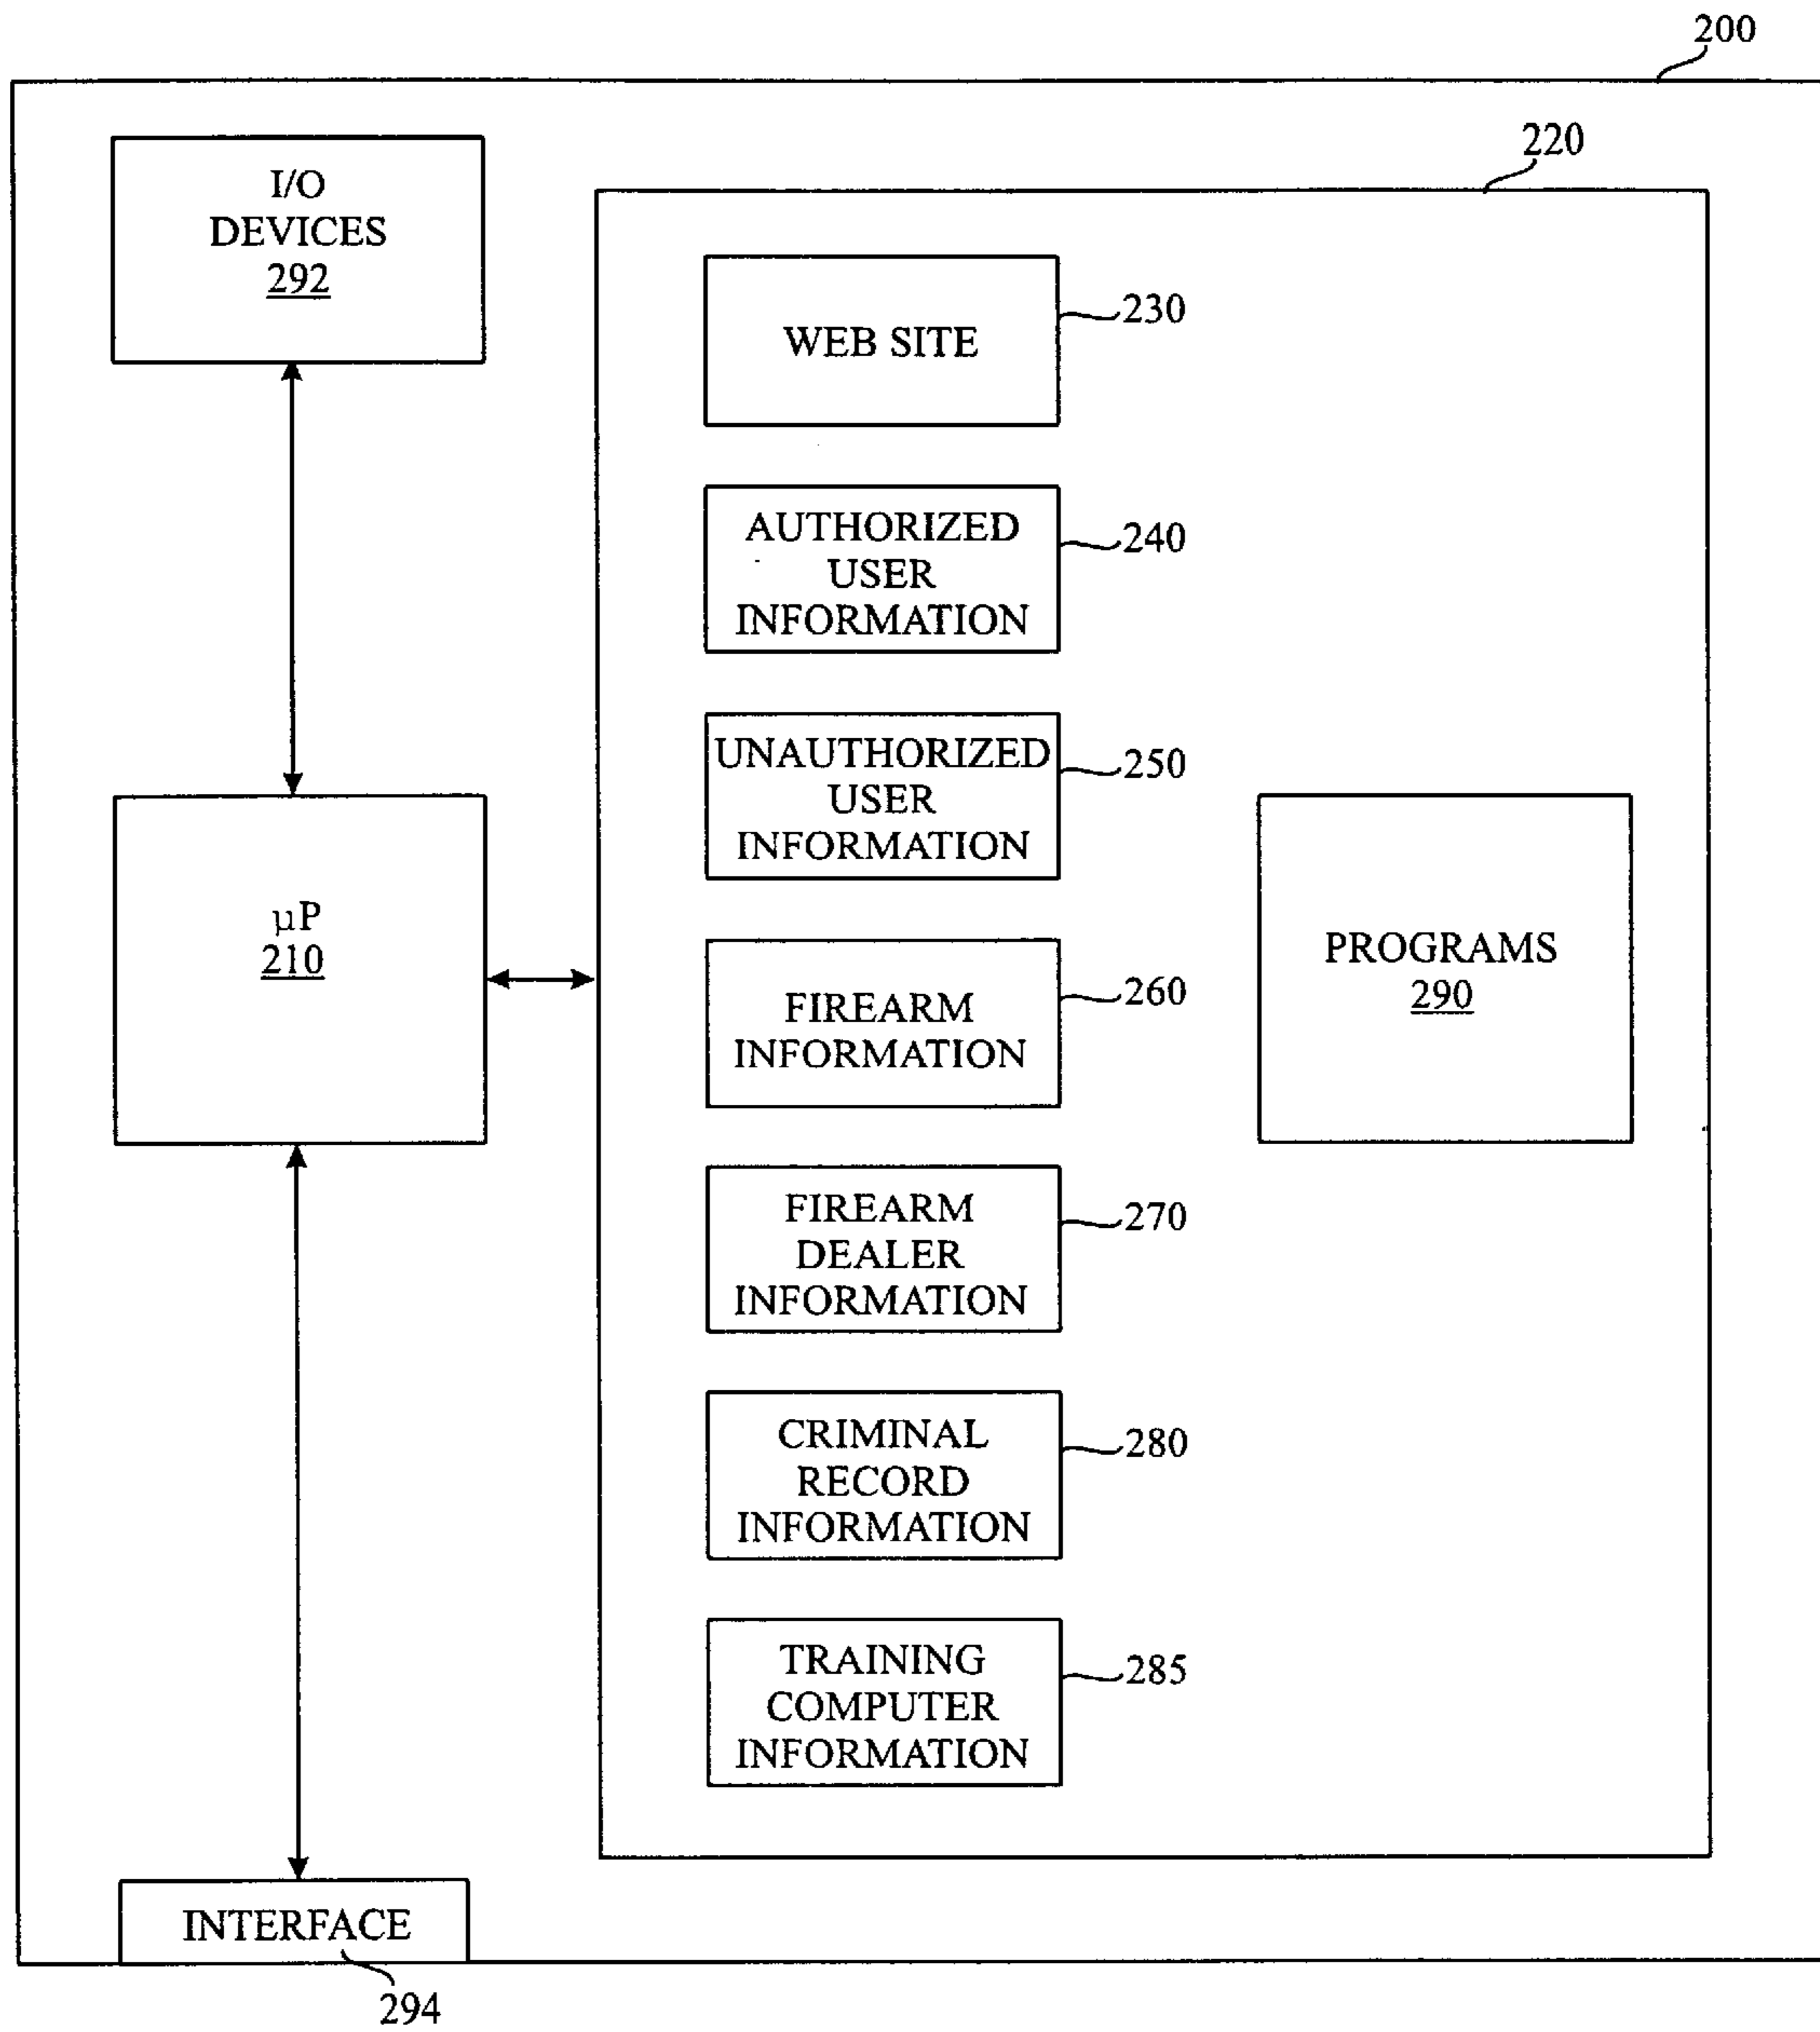 200
220
I/O
DEVICES
292
WEB SITE
230
AUTHORIZED
USER
INFORMATION
240
UNAUTHORIZED
USER
INFORMATION
250
µP
210
FIREARM
INFORMATION
260
PROGRAMS
290
FIREARM
DEALER
INFORMATION
270
CRIMINAL
RECORD
INFORMATION
280
TRAINING
COMPUTER
INFORMATION
285
INTERFACE
294